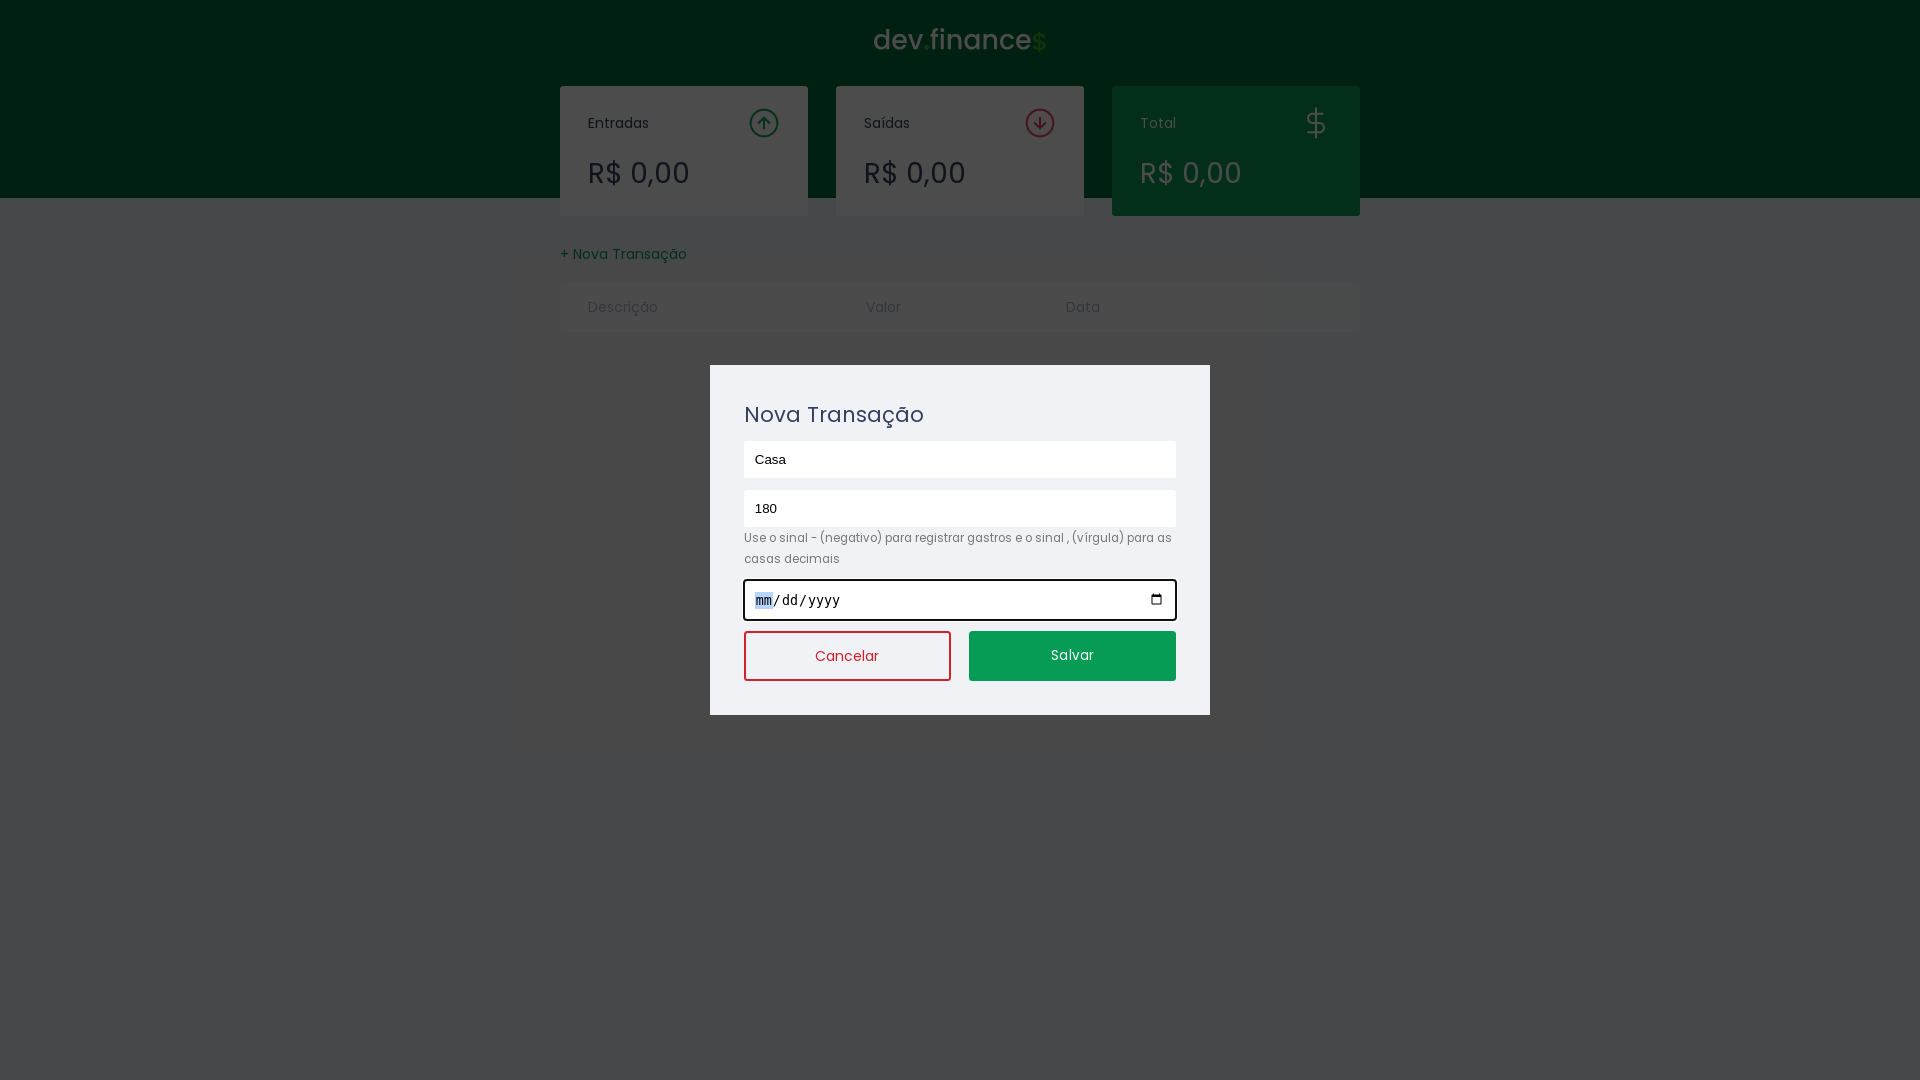 dev.finance$
Entradas
R$ 0,00
Saídas
R$ 0,00
Total
R$ 0,00
+ Nova Transação
Descrição Valor Data
Nova Transação
Casa
180
Use o sinal - (negativo) para registrar gastros e o sinal , (vírgula) para as
casas decimais
mm/dd/yyyy
Cancelar Salvar